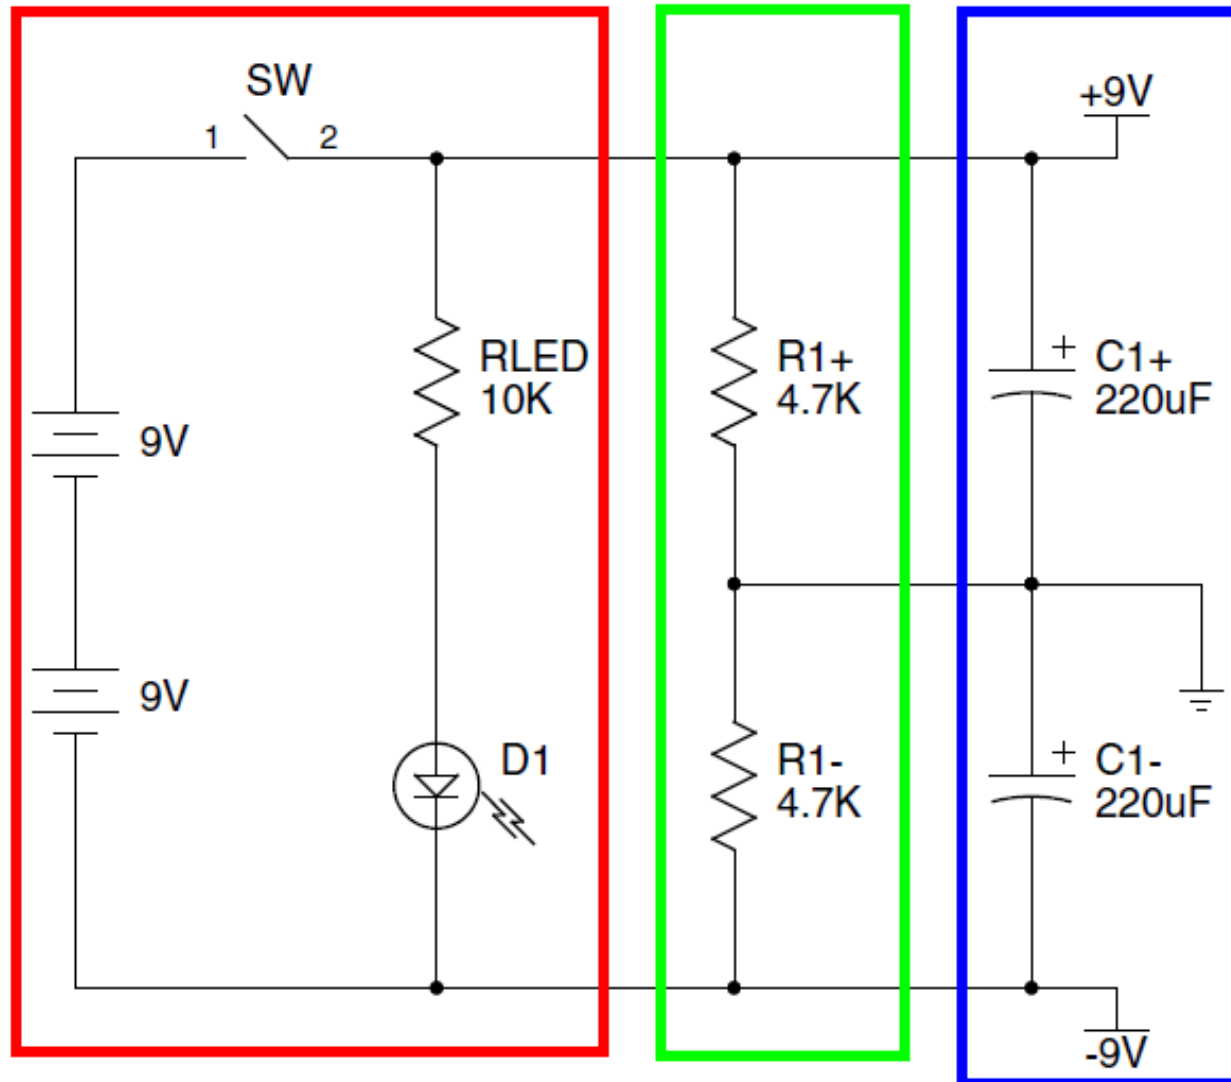 SW
1 2
+9V
RLED
10K
R1+
4.7K
C1+
220uF
9V
9V
D1
R1-
4.7K
C1-
220uF
-9V